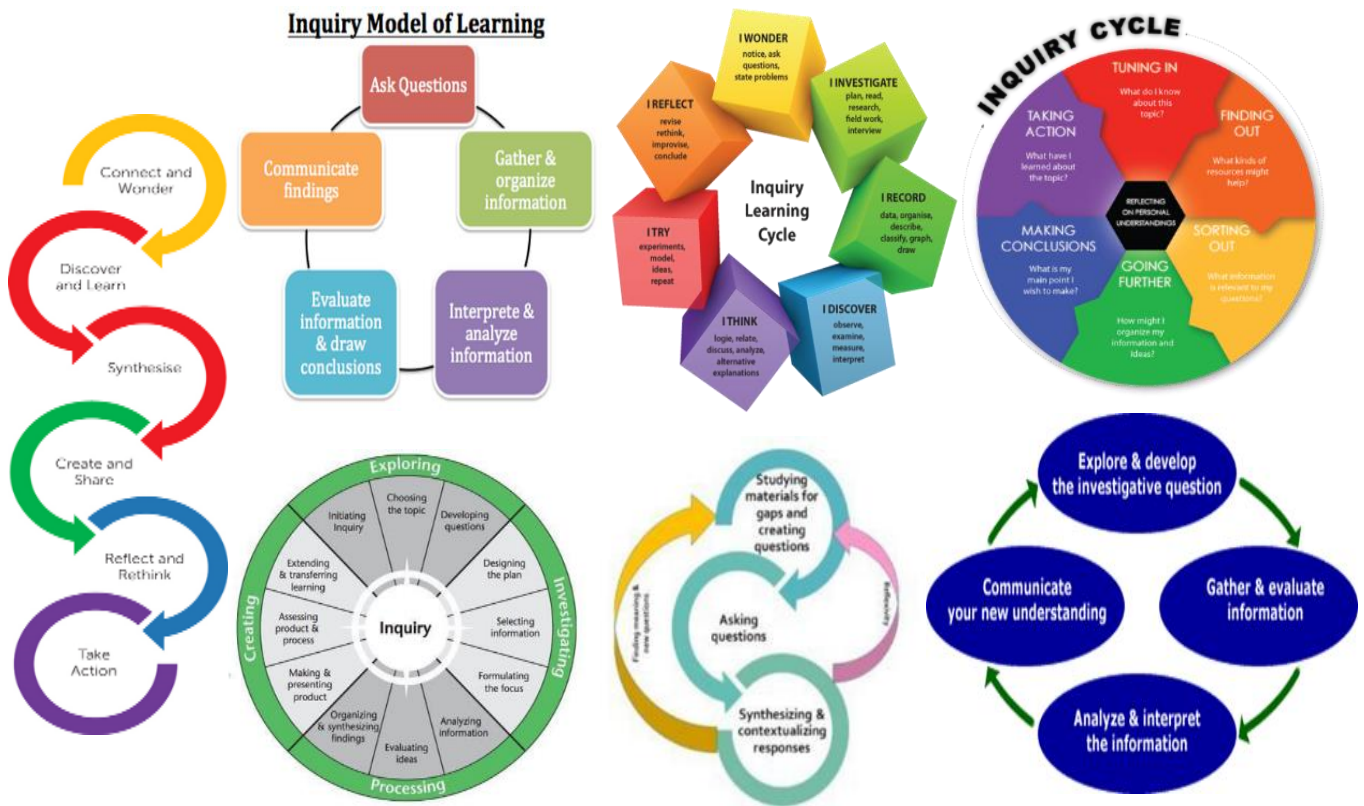 Connect and
Wonder
Discover
and Learn
Synthesise
Create and
Share
Reflect and
Rethink
Take
Action
Inquiry Model of Learning
Ask Questions
Gather &
organize
information
Interprete &
analyze
information
Evaluate
information
& draw
conclusions
Communicate
findings
Inquiry
Learning
Cycle
I WONDER
notice, ask
questions,
state problems
I INVESTIGATE
plan, read,
research,
field work,
interview
I RECORD
data, organise,
describe,
classify, graph,
draw
I DISCOVER
observe,
examine,
measure,
interpret
I THINK
logie, relate,
discuss, analyze,
alternative
explanations
I TRY
experiments,
model,
ideas,
repeat
I REFLECT
revise
rethink,
improvise,
conclude
INQUIRY CYCLE
TUNING IN
What do I know
about this
topic?
FINDING
OUT
What kinds of
resources might
help?
SORTING
OUT
What information
is relevant to my
questions?
GOING
FURTHER
How might I
organize my
information and
ideas?
MAKING
CONCLUSIONS
What is my
main point I
wish to make?
TAKING
ACTION
What have I
learned about
the topic?
REFLECTING
ON PERSONAL
UNDERSTANDINGS
Exploring
Investigating
Processing
Creating
Inquiry
Initiating
Inquiry
Choosing
the topic
Developing
questions
Designing
the plan
Selecting
information
Formulating
the focus
Analyzing
information
Evaluating
ideas
Organizing
& synthesizing
findings
Making &
presenting
product
Assessing
product &
process
Extending
& transferring
learning
Studying
materials for
gaps and
creating
questions
Asking
questions
Synthesizing &
contextualizing
responses
Finding meaning &
new questions
Reflexivity
Explore & develop
the investigative question
Gather & evaluate
information
Analyze & interpret
the information
Communicate
your new understanding